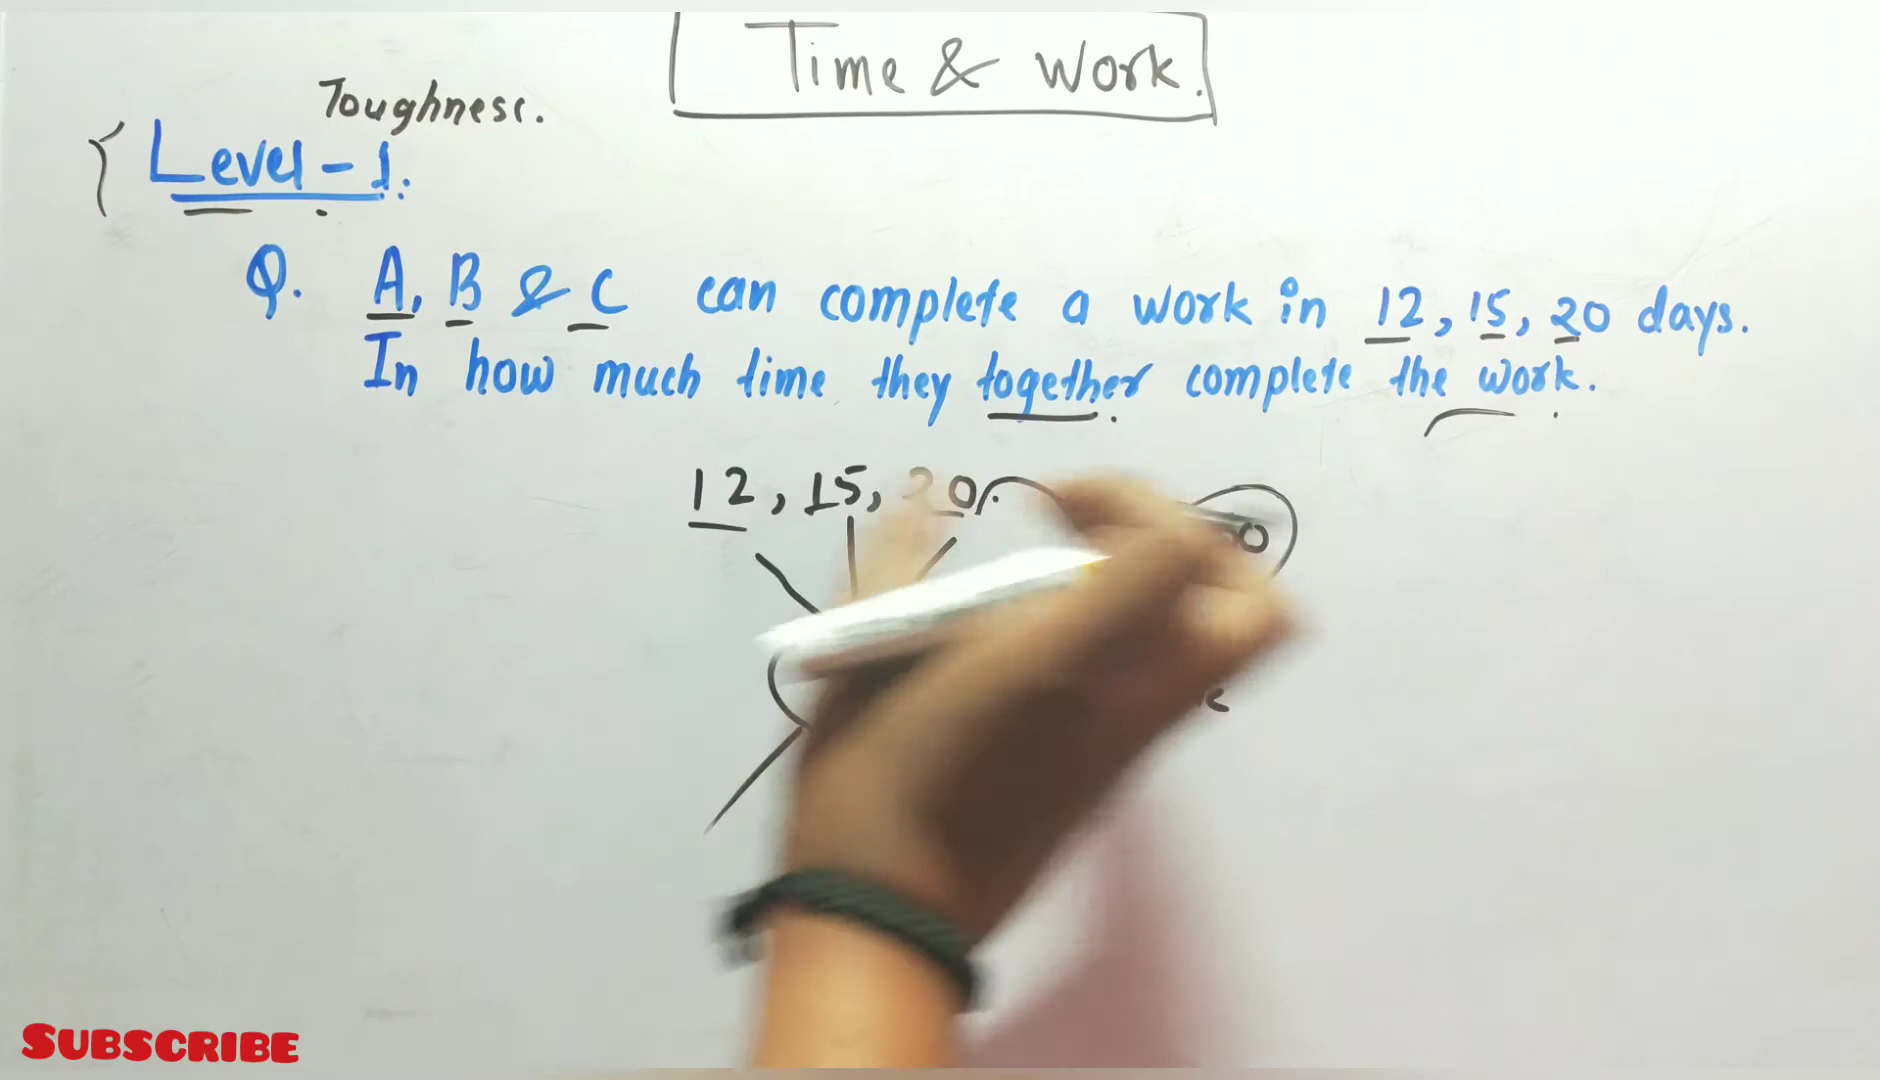 Time & Work.
Toughness.
Level - 1.
Q. A, B & C can complete a work in 12, 15, 20 days.
In how much time they together complete the work.
12, 15, 20
SUBSCRIBE